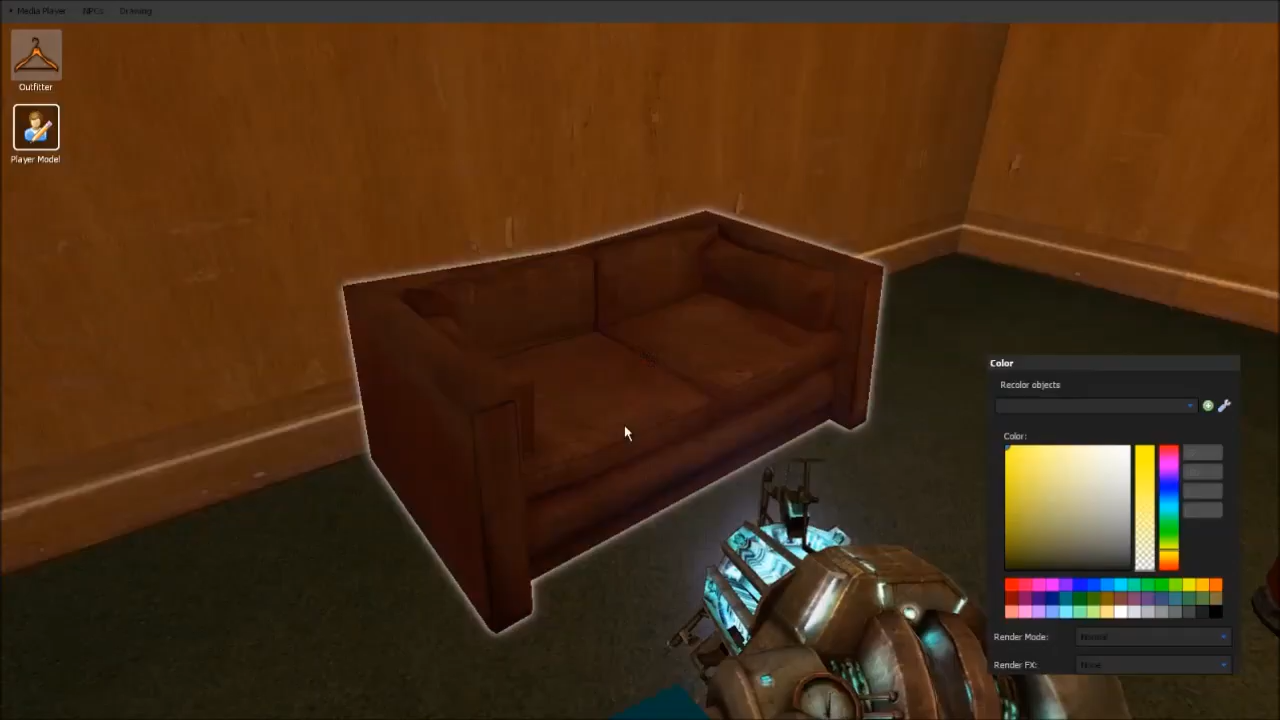 • Media Player NPCs Drawing
Outfitter
Player Model
Color
Recolor objects
Color:
Render Mode: Normal
Render FX: None